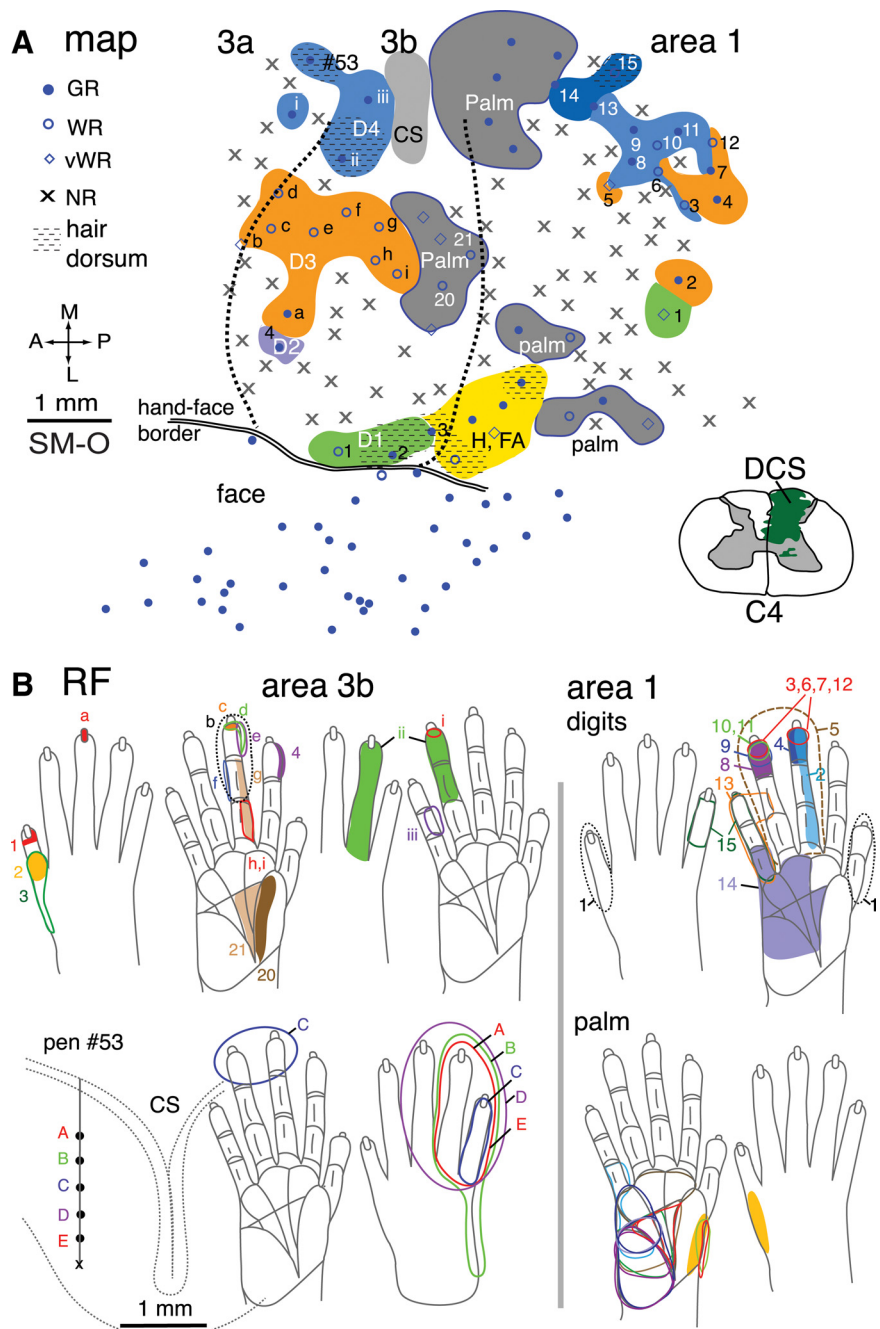 A map
3a
3b
area 1
GR
WR
vWR
NR
hair
dorsum
M
A
P
L
1 mm
SM-O
#53
i
iii
D4
ii
CS
Palm
15
14
13
11
10
12
9
8
7
6
5
3
4
d
c
b
e
f
g
h
i
D3
a
4
D2
21
Palm
20
2
1
palm
palm
hand-face
border
1
D1
2
3
H, FA
face
DCS
C4
B RF
area 3b
area 1
digits
a
1
2
3
b
c
d
e
f
g
4
h,i
21
20
ii
i
iii
3,6,7,12
10,11
9
8
4
5
2
13
15
14
1
1
pen #53
CS
A
B
C
D
E
x
1 mm
C
A
B
C
D
E
palm